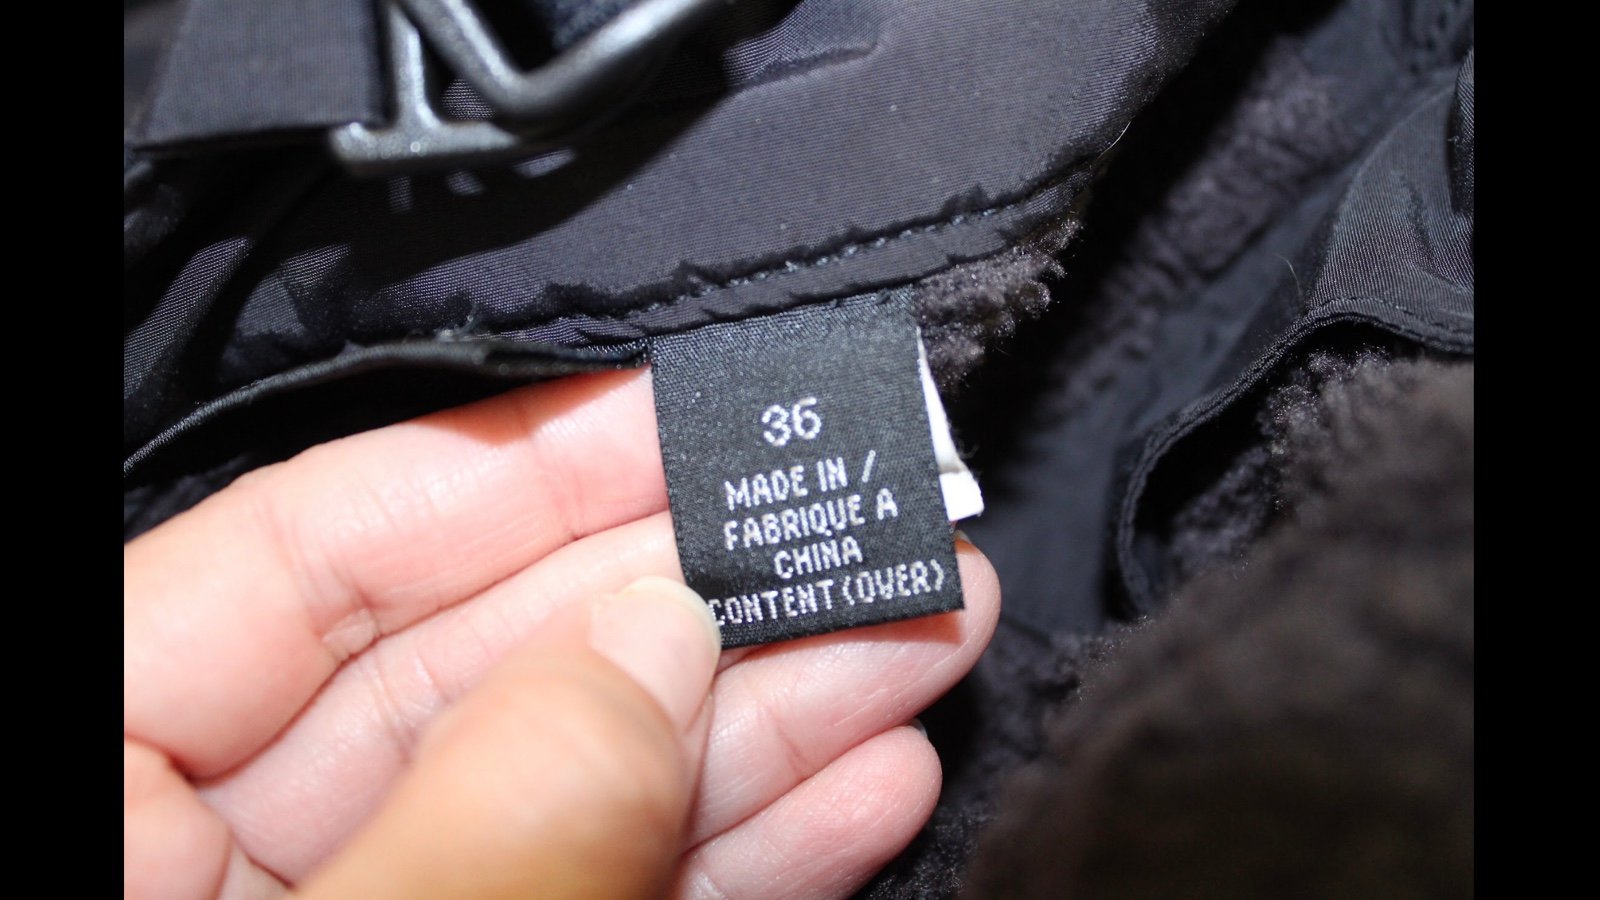 36
MADE IN /
FABRIQUE A
CHINA
CONTENT (OVER)